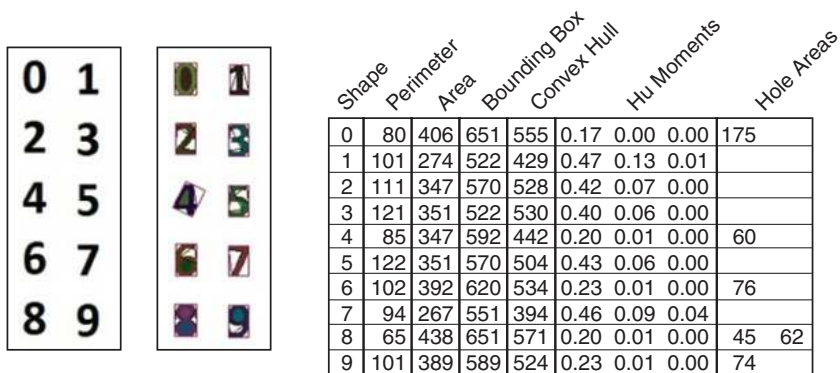 0 1
2 3
4 5
6 7
8 9
0 1
2 3
4 5
6 7
8 9
Shape Perimeter Area Bounding Box Convex Hull Hu Moments Hole Areas
0 80 406 651 555 0.17 0.00 0.00 175
1 101 274 522 429 0.47 0.13 0.01
2 111 347 570 528 0.42 0.07 0.00
3 121 351 522 530 0.40 0.06 0.00
4 85 347 592 442 0.20 0.01 0.00 60
5 122 351 570 504 0.43 0.06 0.00
6 102 392 620 534 0.23 0.01 0.00 76
7 94 267 551 394 0.46 0.09 0.04
8 65 438 651 571 0.20 0.01 0.00 45 62
9 101 389 589 524 0.23 0.01 0.00 74